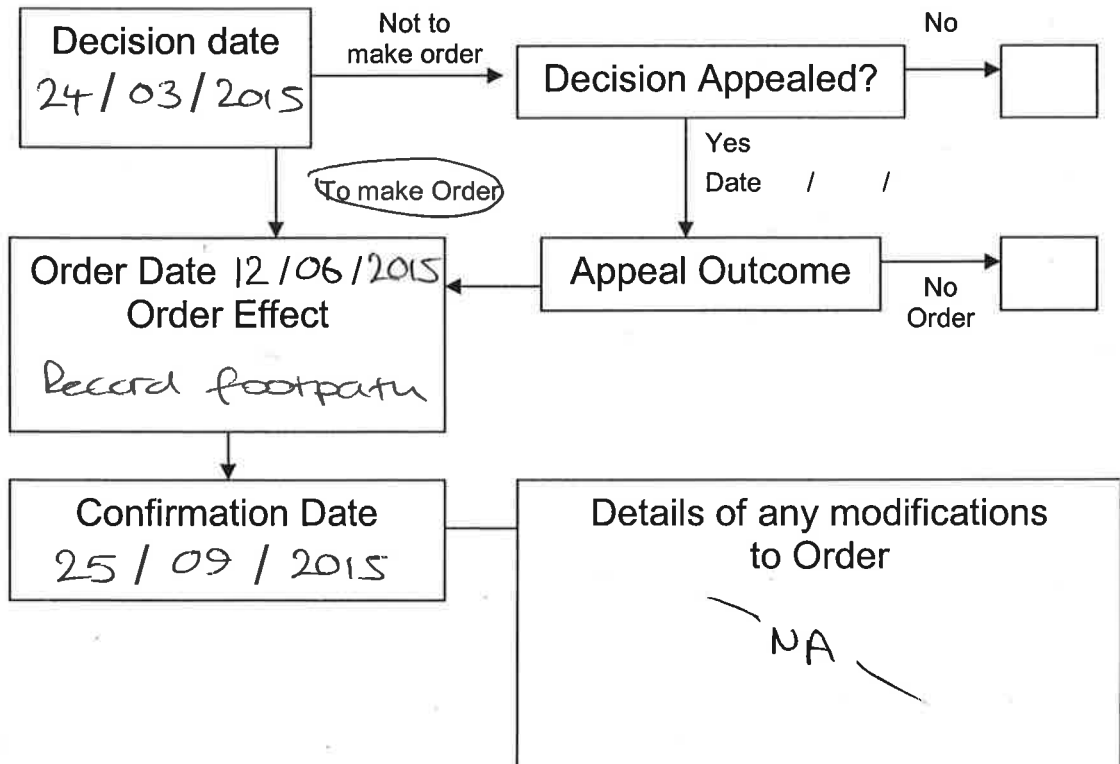 Decision date
24/03/2015
Not to
make order
Decision Appealed?
No
Yes
Date / /
To make Order
Order Date 12/06/2015
Order Effect
Record footpath
Appeal Outcome
No
Order
Confirmation Date
25/09/2015
Details of any modifications
to Order
NA